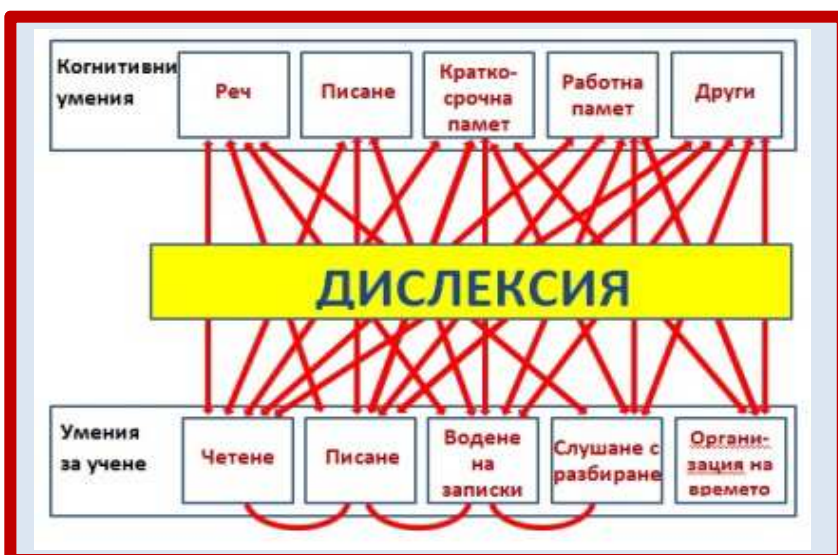 Когнитивни
умения
Реч
Писане
Кратко-
срочна
памет
Работна
памет
Други
ДИСЛЕКСИЯ
Умения
за учене
Четене
Писане
Водене
на
записки
Слушане с
разбиране
Органи-
зация на
времето